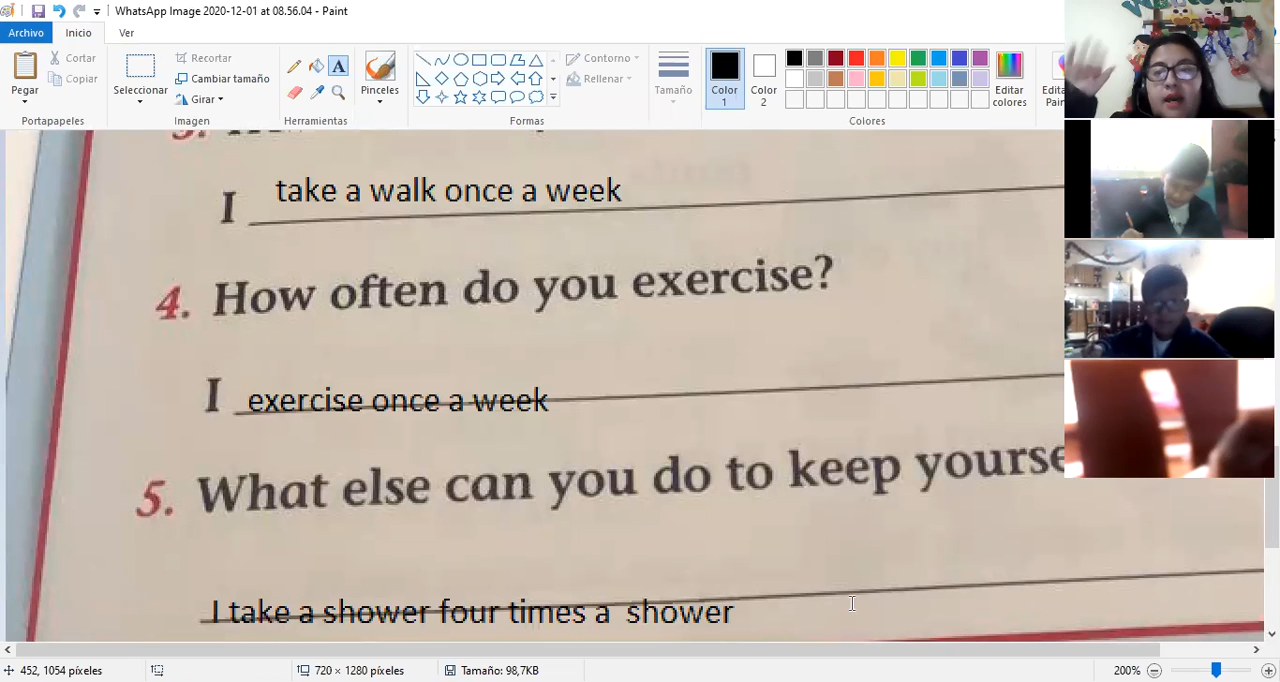 WhatsApp Image 2020-12-01 at 08.56.04 - Paint
Archivo Inicio Ver
Pegar
Cortar
Copiar
Portapapeles
Seleccionar
Recortar
Cambiar tamaño
Girar
Imagen
A
Herramientas
Pinceles
Contorno
Rellenar
Formas
Tamaño
Color 1
Color 2
Editar colores
Colores
3.
I take a walk once a week
4. How often do you exercise?
I exercise once a week
5. What else can you do to keep
I take a shower four times a shower
452, 1054 píxeles
720 × 1280 píxeles
Tamaño: 98,7KB
200%